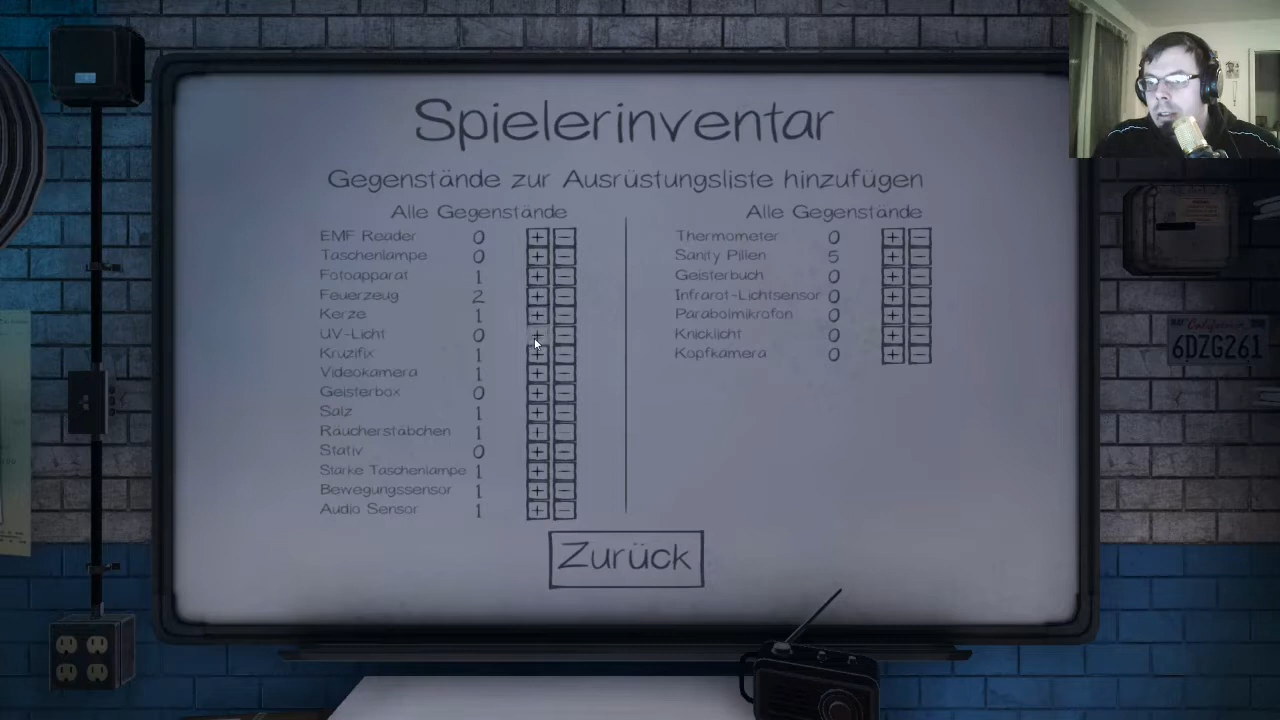 Spielerinventar
Gegenstände zur Ausrüstungsliste hinzufügen
Alle Gegenstände
EMF Reader 0 + -
Taschenlampe 0 + -
Fotoapparat 1 + -
Feuerzeug 2 + -
Kerze 1 + -
UV-Licht 0 + -
Kruzifix 1 + -
Videokamera 1 + -
Geisterbox 0 + -
Salz 1 + -
Räucherstäbchen 1 + -
Stativ 0 + -
Starke Taschenlampe 1 + -
Bewegungssensor 1 + -
Audio Sensor 1 + -
Alle Gegenstände
Thermometer 0 + -
Sanity Pillen 5 + -
Geisterbuch 0 + -
Infrarot-Lichtsensor 0 + -
Parabolmikrofon 0 + -
Knicklicht 0 + -
Kopfkamera 0 + -
Zurück
California
6DZG261